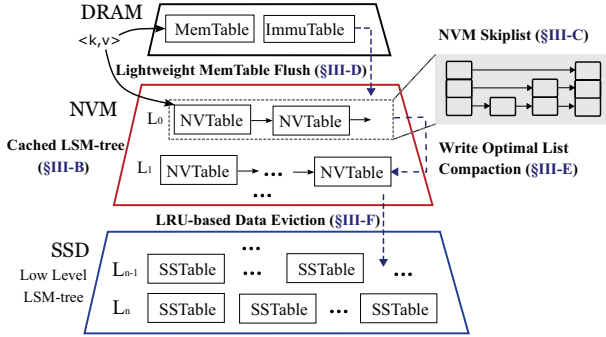 DRAM
<k,v>
MemTable ImmuTable
NVM Skiplist (§III-C)
Lightweight MemTable Flush (§III-D)
NVM
L0 NVTable NVTable
Cached LSM-tree
(§III-B)
Write Optimal List
Compaction (§III-E)
L1 NVTable ... NVTable
...
LRU-based Data Eviction (§III-F)
SSD
Low Level
LSM-tree
...
Ln-1 SSTable ... SSTable ...
Ln SSTable SSTable ... SSTable